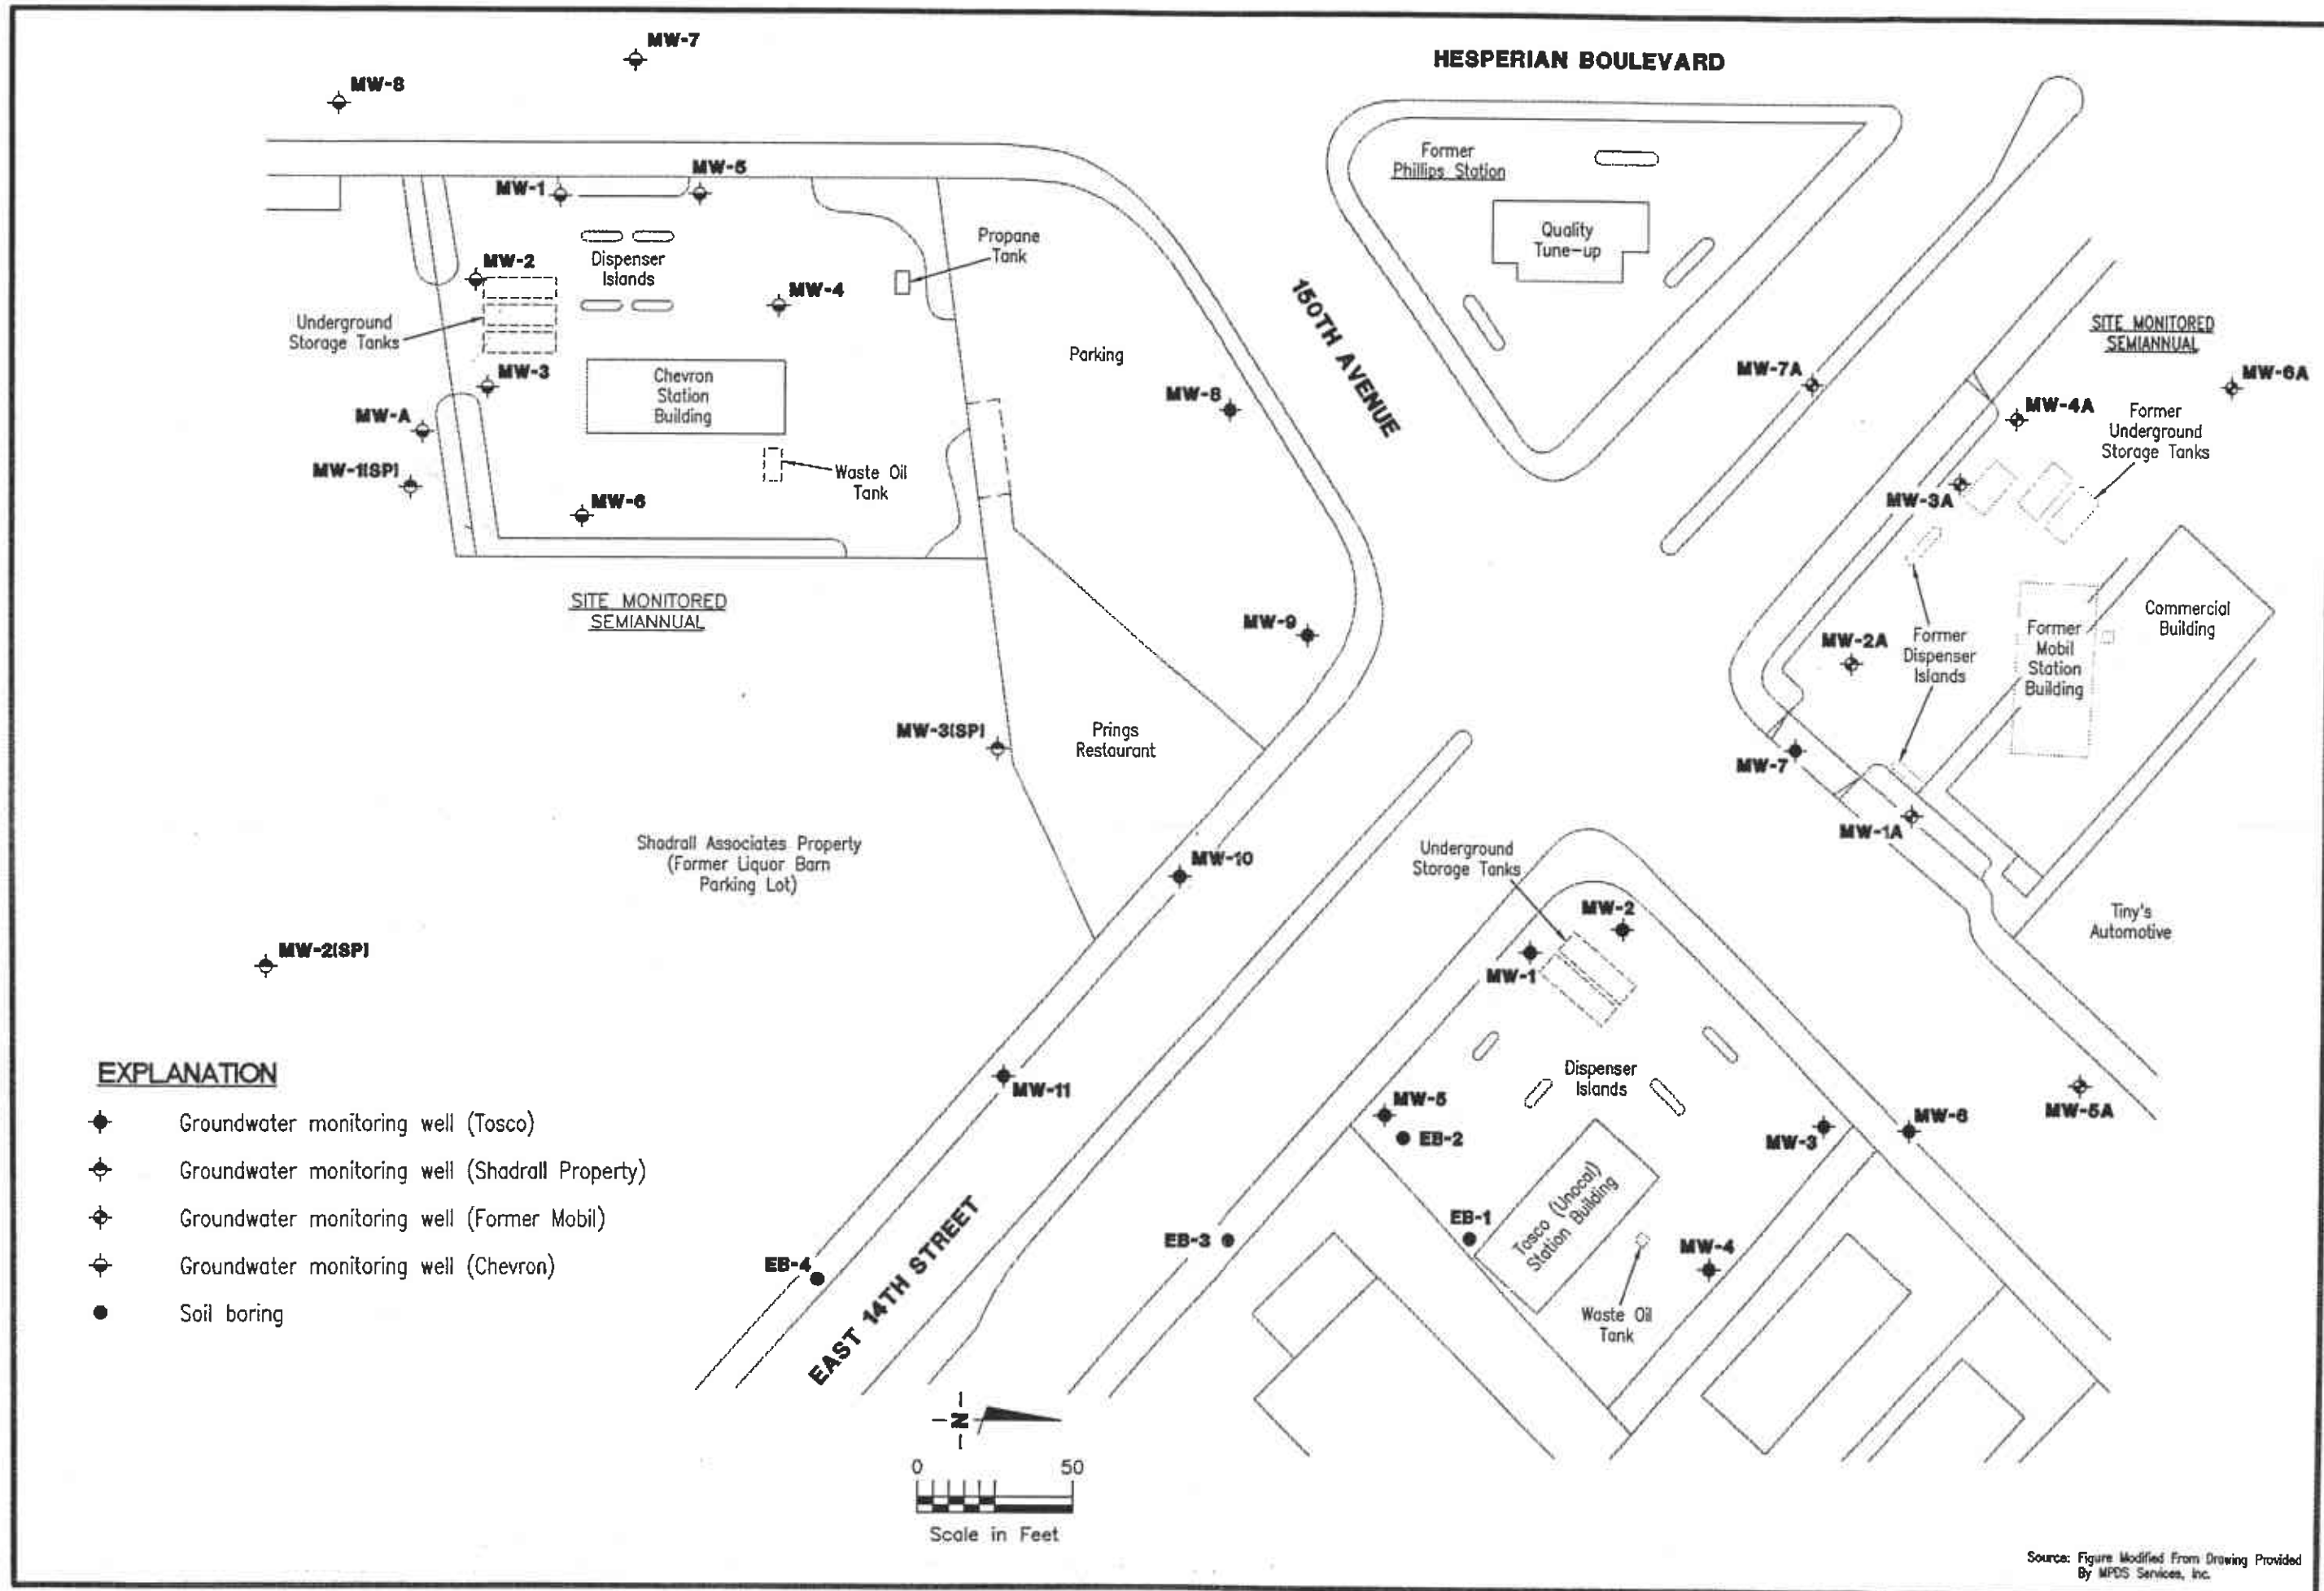 MW-7
HESPERIAN BOULEVARD
MW-8
Former
Phillips Station
MW-5
MW-1
Quality
Tune-up
Propane
Tank
MW-2
Dispenser
Islands
MW-4
150TH AVENUE
Underground
Storage Tanks
SITE MONITORED
SEMIANNUAL
Parking
MW-7A
MW-6A
MW-3
Chevron
Station
Building
MW-8
MW-A
MW-4A
Former
Underground
Storage Tanks
MW-1(SP)
Waste Oil
Tank
MW-3A
MW-6
SITE MONITORED
SEMIANNUAL
Commercial
Building
MW-9
MW-2A
Former
Dispenser
Islands
Former
Mobil
Station
Building
MW-3(SP)
Prings
Restaurant
MW-7
MW-1A
Shadrall Associates Property
(Former Liquor Barn
Parking Lot)
MW-10
Underground
Storage Tanks
MW-2
Tiny's
Automotive
MW-2(SP)
MW-1
EXPLANATION
Groundwater monitoring well (Tosco)
Groundwater monitoring well (Shadrall Property)
Groundwater monitoring well (Former Mobil)
Groundwater monitoring well (Chevron)
Soil boring
MW-11
Dispenser
Islands
MW-5
EB-2
MW-3
MW-6
MW-5A
Tosco (Unocal)
Station Building
EB-1
EB-3
MW-4
EB-4
EAST 14TH STREET
Waste Oil
Tank
N
0 50
Scale in Feet
Source: Figure Modified From Drawing Provided
By MPDS Services, Inc.